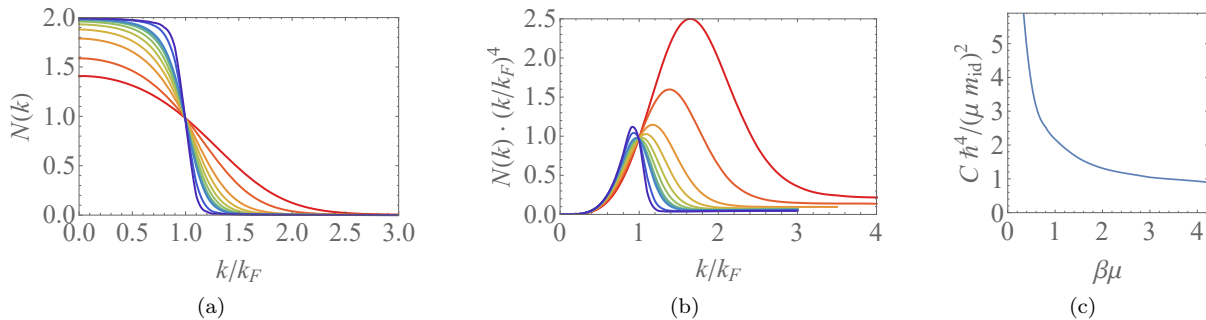 2.0
1.5
1.0
0.5
0.0
N(k)
0.0 0.5 1.0 1.5 2.0 2.5 3.0
k/k_F
(a)
2.5
2.0
1.5
1.0
0.5
0.0
N(k) · (k/k_F)^4
0 1 2 3 4
k/k_F
(b)
5
4
3
2
1
0
C ℏ^4/(μ m_id)^2
0 1 2 3 4
βμ
(c)